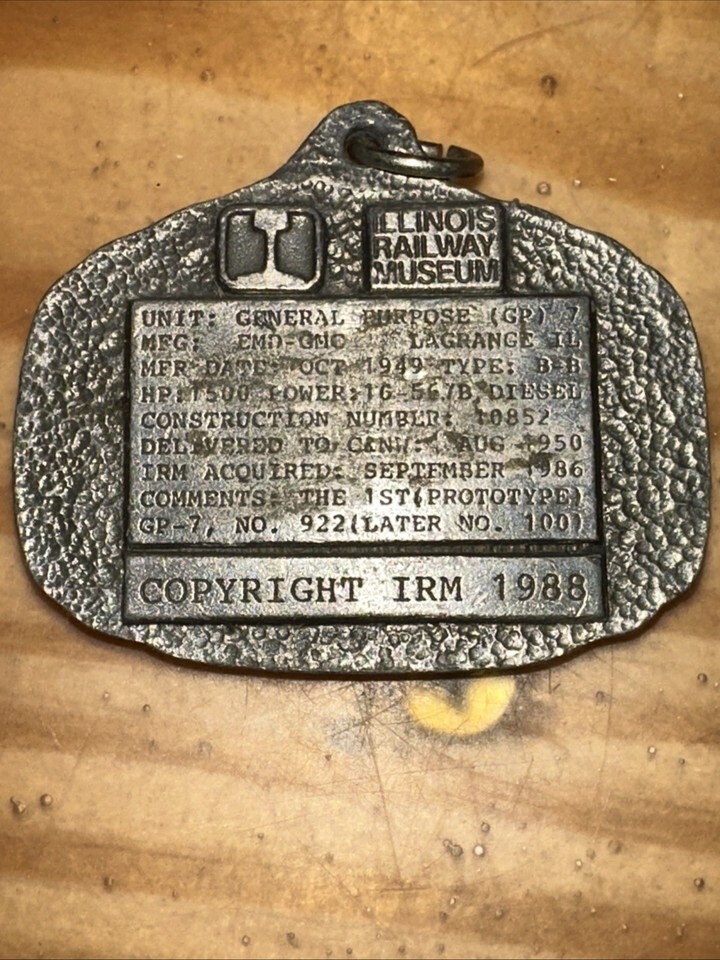 ILLINOIS
RAILWAY
MUSEUM
UNIT: GENERAL PURPOSE (GP) 7
MFG: EMD-GMC LAGRANGE IL
MFR DATE: OCT 1949 TYPE: B-B
HP:1500 POWER:16-567B,DIESEL
CONSTRUCTION NUMBER: 10852
DELIVERED TO C&NW: AUG 1950
IRM ACQUIRED: SEPTEMBER 1986
COMMENTS: THE 1ST(PROTOTYPE)
GP-7, NO. 922(LATER NO. 100)
COPYRIGHT IRM 1988